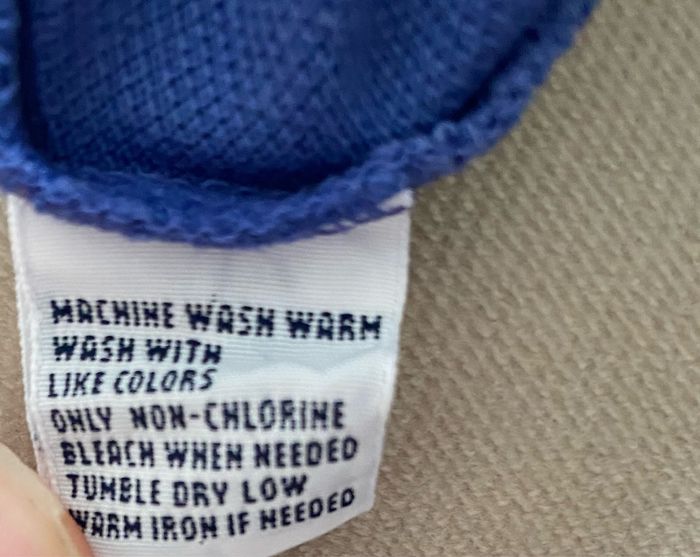 MACHINE WASH WARM
WASH WITH
LIKE COLORS
ONLY NON-CHLORINE
BLEACH WHEN NEEDED
TUMBLE DRY LOW
WARM IRON IF NEEDED